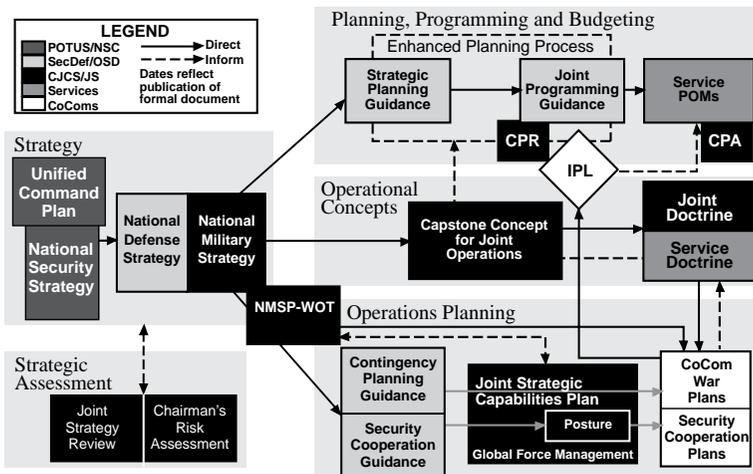 LEGEND
POTUS/NSC
SecDef/OSD
CJCS/JS
Services
CoComs
Direct
Inform
Dates reflect
publication of
formal document
Planning, Programming and Budgeting
Enhanced Planning Process
Strategic
Planning
Guidance
Joint
Programming
Guidance
Service
POMs
CPR
CPA
IPL
Strategy
Unified
Command
Plan
National
Security
Strategy
National
Defense
Strategy
National
Military
Strategy
NMSP-WOT
Operational
Concepts
Capstone Concept
for Joint
Operations
Joint
Doctrine
Service
Doctrine
Operations Planning
Contingency
Planning
Guidance
Security
Cooperation
Guidance
Joint Strategic
Capabilities Plan
Posture
Global Force Management
CoCom
War
Plans
Security
Cooperation
Plans
Strategic
Assessment
Joint
Strategy
Review
Chairman's
Risk
Assessment